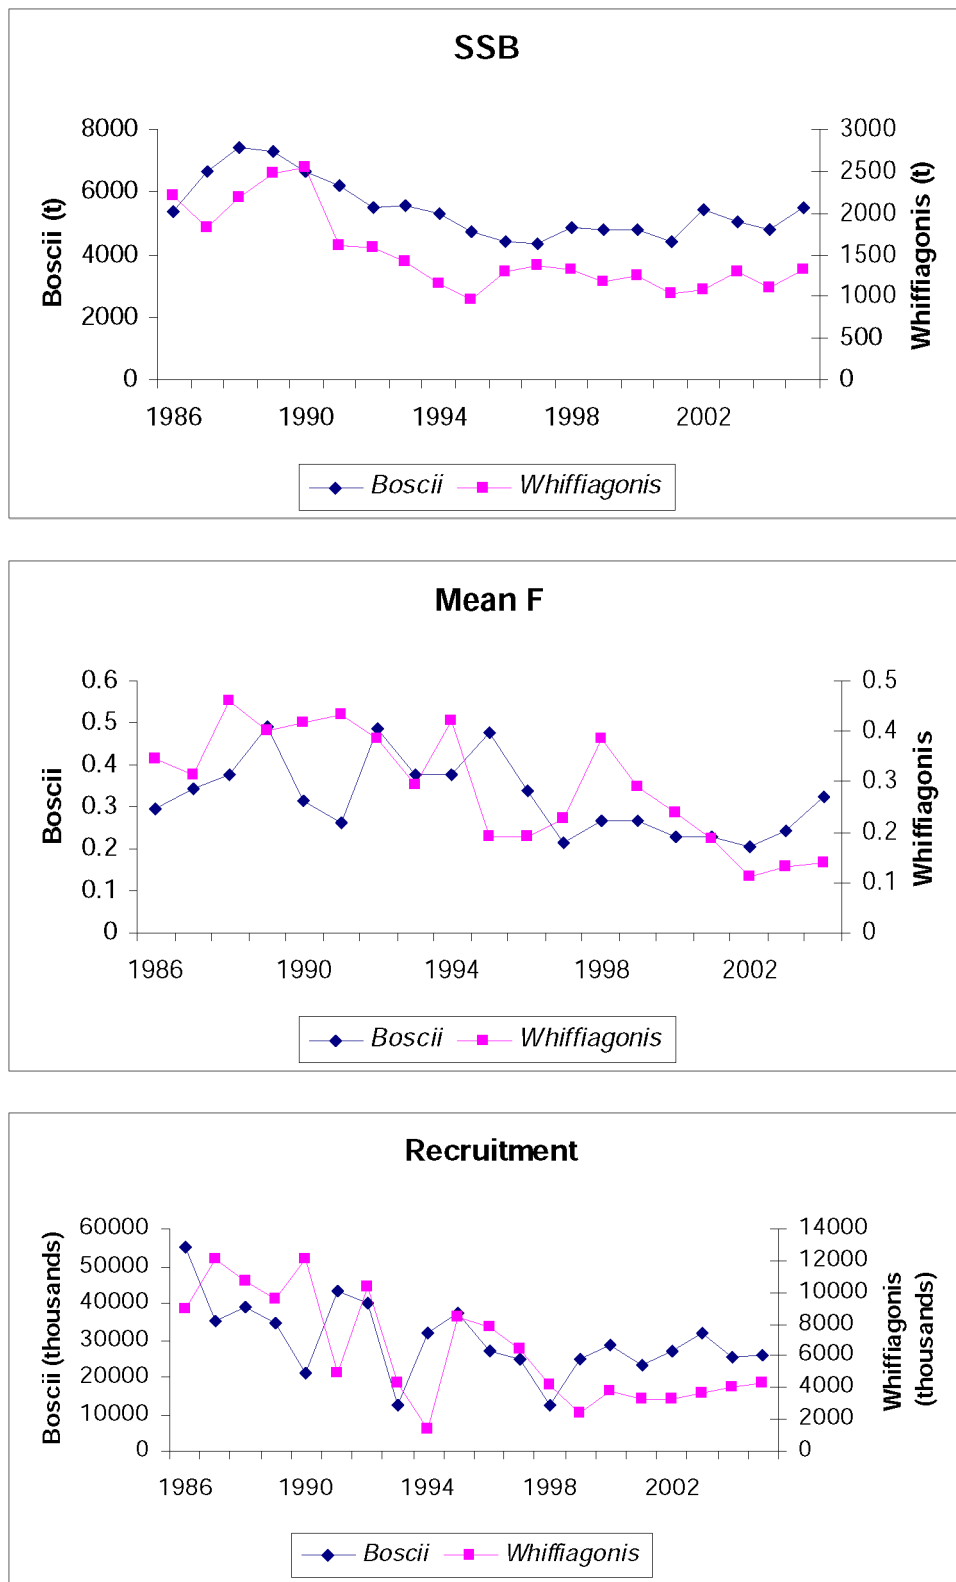 SSB
Boscii (t)
8000
6000
4000
2000
0
3000
2500
2000
1500
1000
500
0
Whiffiagonis (t)
1986 1990 1994 1998 2002
Boscii Whiffiagonis
Mean F
Boscii
0.6
0.5
0.4
0.3
0.2
0.1
0
0.5
0.4
0.3
0.2
0.1
0
Whiffiagonis
1986 1990 1994 1998 2002
Boscii Whiffiagonis
Recruitment
Boscii (thousands)
60000
50000
40000
30000
20000
10000
0
14000
12000
10000
8000
6000
4000
2000
0
Whiffiagonis
(thousands)
1986 1990 1994 1998 2002
Boscii Whiffiagonis